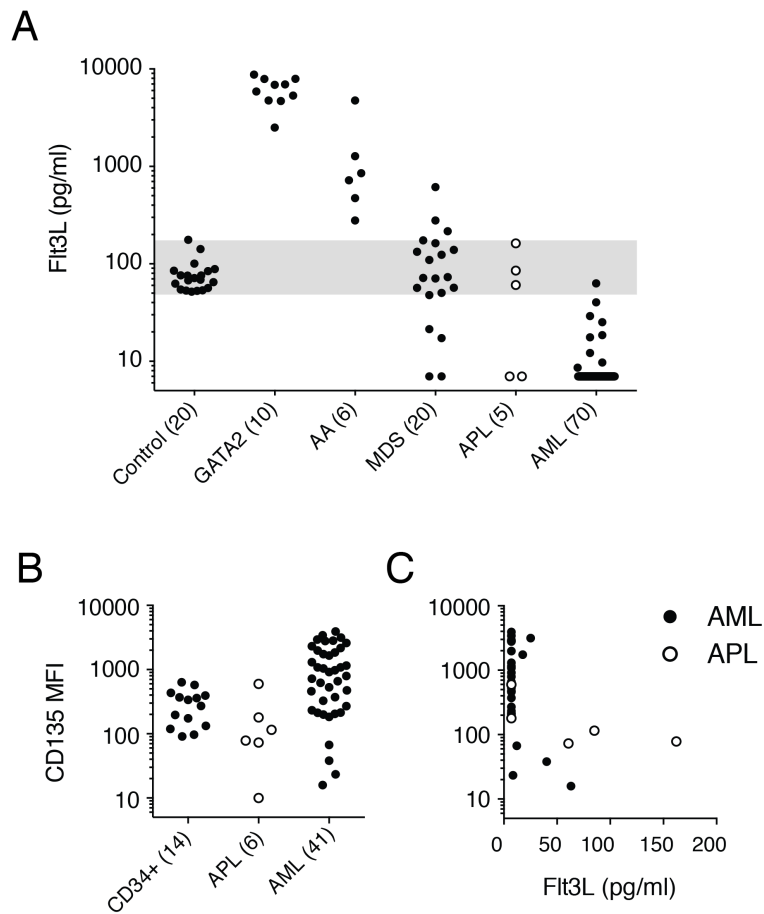 A
10000
1000
100
10
Flt3L (pg/ml)
Control (20)
GATA2 (10)
AA (6)
MDS (20)
APL (5)
AML (70)
B
10000
1000
100
10
CD135 MFI
CD34+ (14)
APL (6)
AML (41)
C
10000
1000
100
10
0 50 100 150 200
Flt3L (pg/ml)
AML
APL